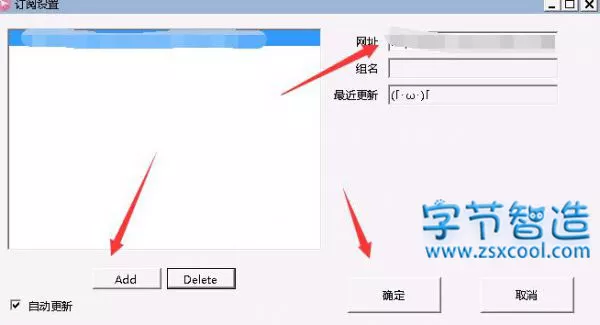 订阅设置
网址
组名
最近更新
(｢･ω･)｢
Add
Delete
自动更新
确定
取消
字节智造
www.zsxcool.com